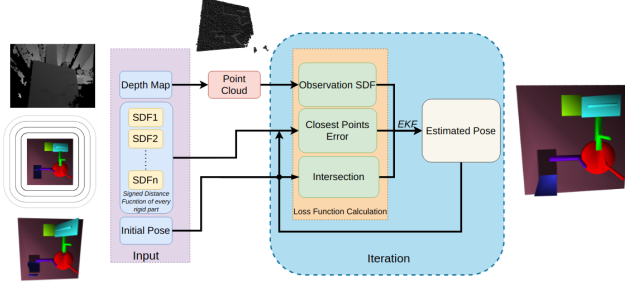 Depth Map
Point
Cloud
SDF1
SDF2
SDFn
Signed Distance
Fucntion of every
rigid part
Initial Pose
Input
Observation SDF
Closest Points
Error
Intersection
Loss Function Calculation
EKF
Estimated Pose
Iteration